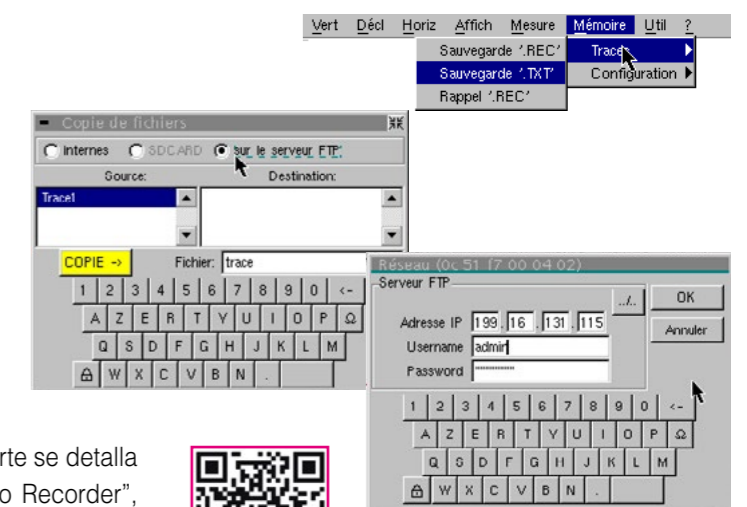 Vert Décl Horiz Affich Mesure Mémoire Util ?
Sauvegarde '.REC'
Sauvegarde '.TXT'
Rappel '.REC'
Configuration
Copie de fichiers
Internes SDCARD sur le serveur FTP:
Source: Destination:
Trace1
COPIE -> Fichier: trace
1 2 3 4 5 6 7 8 9 0 <-
A Z E R T Y U I O P Ω
Q S D F G H J K L M
W X C V B N .
Réseau (0c 51 f7 00 04 02)
Serveur FTP
../..
OK
Adresse IP 199 . 16 . 131 . 115
Annuler
Username admin
Password **************
1 2 3 4 5 6 7 8 9 0 <-
A Z E R T Y U I O P Ω
Q S D F G H J K L M
W X C V B N .
rte se detalla
o Recorder”,